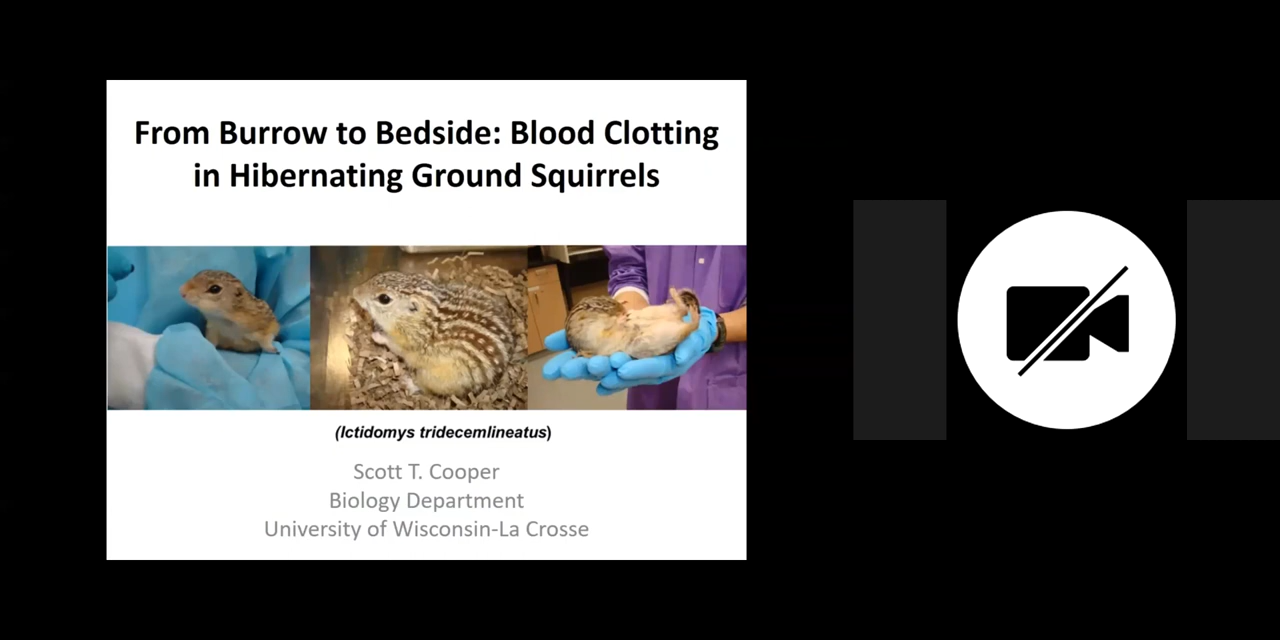 From Burrow to Bedside: Blood Clotting
in Hibernating Ground Squirrels
(Ictidomys tridecemlineatus)
Scott T. Cooper
Biology Department
University of Wisconsin-La Crosse